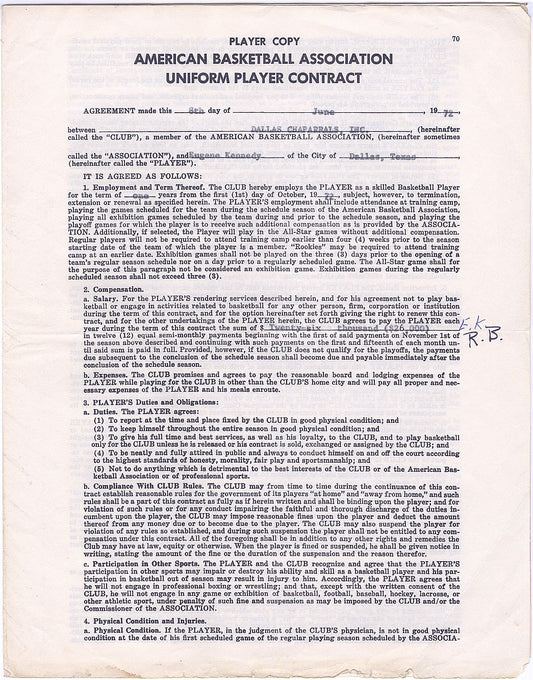 70
PLAYER COPY
AMERICAN BASKETBALL ASSOCIATION
UNIFORM PLAYER CONTRACT
AGREEMENT made this 8th day of June, 1972,
between DALLAS CHAPARRALS, INC. (hereinafter
called the "CLUB"), a member of the AMERICAN BASKETBALL ASSOCIATION, (hereinafter sometimes
called the "ASSOCIATION"), and Eugene Kennedy of the City of Dallas, Texas
(hereinafter called the "PLAYER").
IT IS AGREED AS FOLLOWS:
1. Employment and Term Thereof. The CLUB hereby employs the PLAYER as a skilled Basketball Player
for the term of one years from the first (1st) day of October, 1972, subject, however, to termination,
extension or renewal as specified herein. The PLAYER'S employment shall include attendance at training camp,
playing the games scheduled for the team during the schedule season of the American Basketball Association,
playing all exhibition games scheduled by the team during and prior to the schedule season, and playing the
playoff games for which the player is to receive such additional compensation as is provided by the ASSOCIA-
TION. Additionally, if selected, the Player will play in the All-Star games without additional compensation.
Regular players will not be required to attend training camp earlier than four (4) weeks prior to the season
starting date of the team of which the player is a member. "Rookies" may be required to attend training
camp at an earlier date. Exhibition games shall not be played on the three (3) days prior to the opening of a
team's regular season schedule nor on a day prior to a regularly scheduled game. The All-Star game shall for
the purpose of this paragraph not be considered an exhibition game. Exhibition games during the regularly
scheduled season shall not exceed three (3).
2. Compensation.
a. Salary. For the PLAYER'S rendering services described herein, and for his agreement not to play bas-
ketball or engage in activities related to basketball for any other person, firm, corporation or institution
during the term of this contract, and for the option hereinafter set forth giving the right to renew this con-
tract, and for the other undertakings of the PLAYER herein, the CLUB agrees to pay the PLAYER each
year during the term of this contract the sum of $ Twenty-six thousand ($26,000)
E.K.
R.B.
in twelve (12) equal semi-monthly payments beginning with the first of said payments on November 1st of
the season above described and continuing with such payments on the first and fifteenth of each month un-
til said sum is paid in full. Provided, however, if the CLUB does not qualify for the playoffs, the payments
due subsequent to the conclusion of the schedule season shall become due and payable immediately after the
conclusion of the schedule season.
b. Expenses. The CLUB promises and agrees to pay the reasonable board and lodging expenses of the
PLAYER while playing for the CLUB in other than the CLUB'S home city and will pay all proper and nec-
essary expenses of the PLAYER and his meals enroute.
3. PLAYER'S Duties and Obligations:
a. Duties. The PLAYER agrees:
(1) To report at the time and place fixed by the CLUB in good physical condition; and
(2) To keep himself throughout the entire season in good physical condition; and
(3) To give his full time and best services, as well as his loyalty, to the CLUB, and to play basketball
only for the CLUB unless he is released or his contract is sold, exchanged or assigned by the CLUB; and
(4) To be neatly and fully attired in public and always to conduct himself on and off the court according
to the highest standards of honesty, morality, fair play and sportsmanship; and
(5) Not to do anything which is detrimental to the best interests of the CLUB or of the American Bas-
ketball Association or of professional sports.
b. Compliance With CLUB Rules. The CLUB may from time to time during the continuance of this con-
tract establish reasonable rules for the government of its players "at home" and "away from home," and such
rules shall be a part of this contract as fully as if herein written and shall be binding upon the player; and for
violation of such rules or for any conduct impairing the faithful and thorough discharge of the duties in-
cumbent upon the player, the CLUB may impose reasonable fines upon the player and deduct the amount
thereof from any money due or to become due to the player. The CLUB may also suspend the player for
violation of any rules so established, and during such suspension the player shall not be entitled to any com-
pensation under this contract. All of the foregoing shall be in addition to any other rights and remedies the
Club may have at law, equity or otherwise. When the player is fined or suspended, he shall be given notice in
writing, stating the amount of the fine or the duration of the suspension and the reason therefor.
c. Participation in Other Sports. The PLAYER and the CLUB recognize and agree that the PLAYER'S
participation in other sports may impair or destroy his ability and skill as a basketball player and his par-
ticipation in basketball out of season may result in injury to him. Accordingly, the PLAYER agrees that
he will not engage in professional boxing or wrestling; and that, except with the written consent of the
CLUB, he will not engage in any game or exhibition of basketball, football, baseball, hockey, lacrosse, or
other athletic sport, under penalty of such fine and suspension as may be imposed by the CLUB and/or the
Commissioner of the ASSOCIATION.
4. Physical Condition and Injuries.
a. Physical Condition. If the PLAYER, in the judgment of the CLUB'S physician, is not in good physical
condition at the date of his first scheduled game of the regular playing season scheduled by the ASSOCIA-